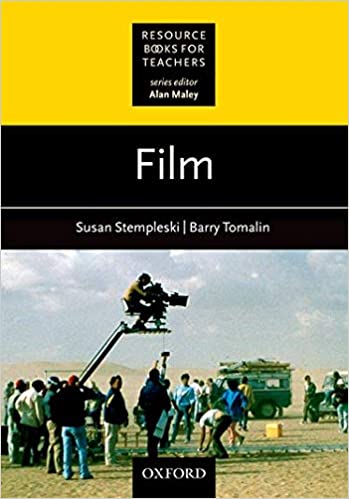 RESOURCE
BOOKS FOR
TEACHERS
series editor
Alan Maley
Film
Susan Stempleski | Barry Tomalin
OXFORD